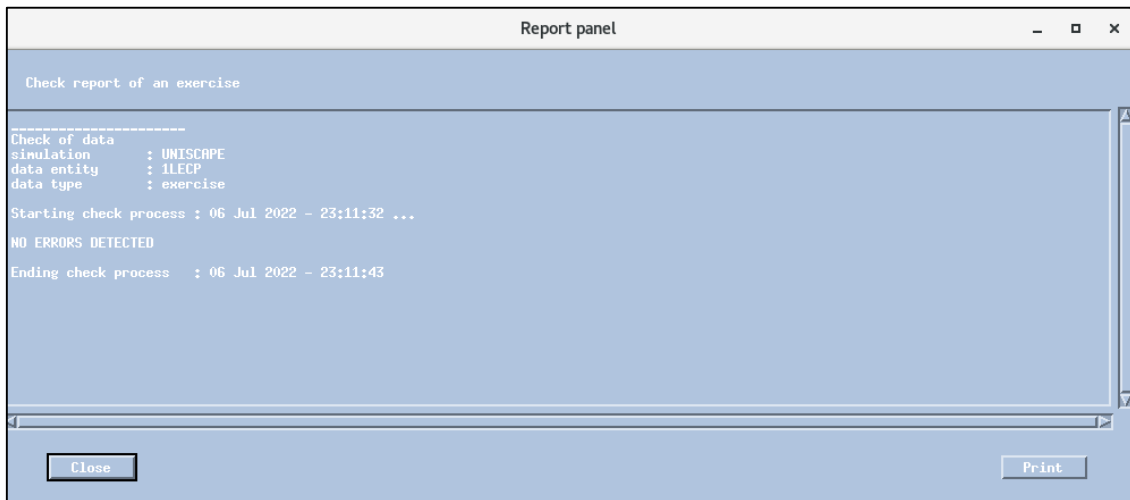 Report panel
Check report of an exercise
----------------------
Check of data
simulation : UNISCAPE
data entity : 1LECP
data type : exercise
Starting check process : 06 Jul 2022 - 23:11:32 ...
NO ERRORS DETECTED
Ending check process : 06 Jul 2022 - 23:11:43
Close
Print